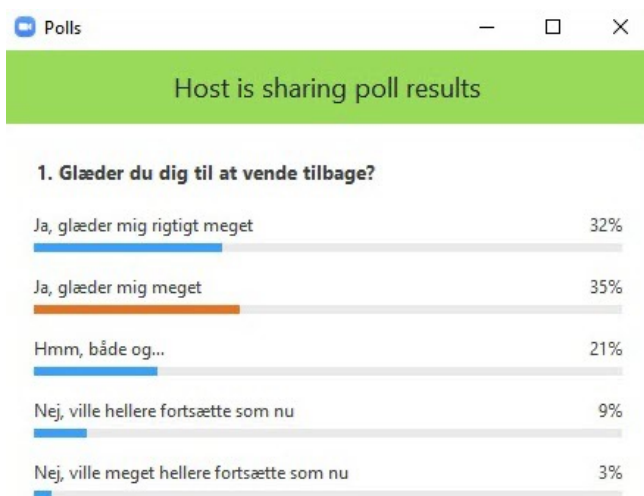 Polls
Host is sharing poll results
1. Glæder du dig til at vende tilbage?
Ja, glæder mig rigtigt meget 32%
Ja, glæder mig meget 35%
Hmm, både og... 21%
Nej, ville hellere fortsætte som nu 9%
Nej, ville meget hellere fortsætte som nu 3%